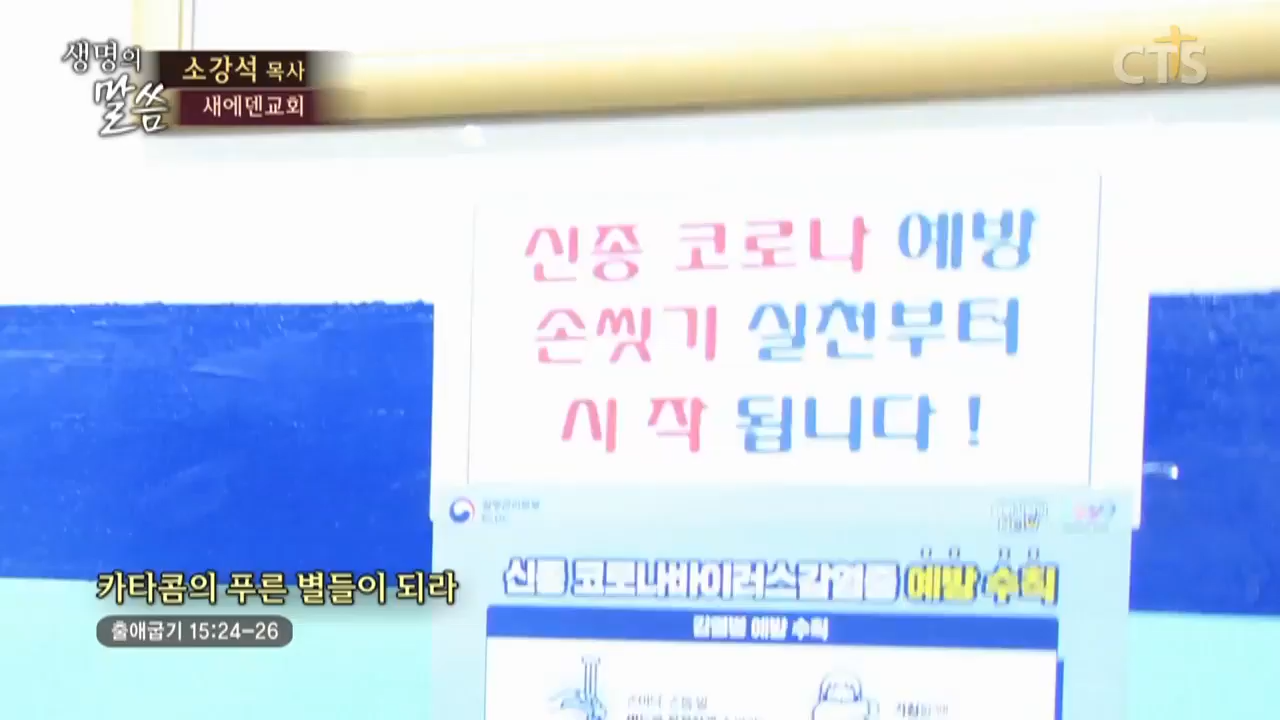 생명의
말씀
소강석 목사
새에덴교회
CTS
신종 코로나 예방
손씻기 실천부터
시작 됩니다!
신종 코로나바이러스감염증 예방 수칙
감염병 예방 수칙
카타콤의 푸른 별들이 되라
출애굽기 15:24-26